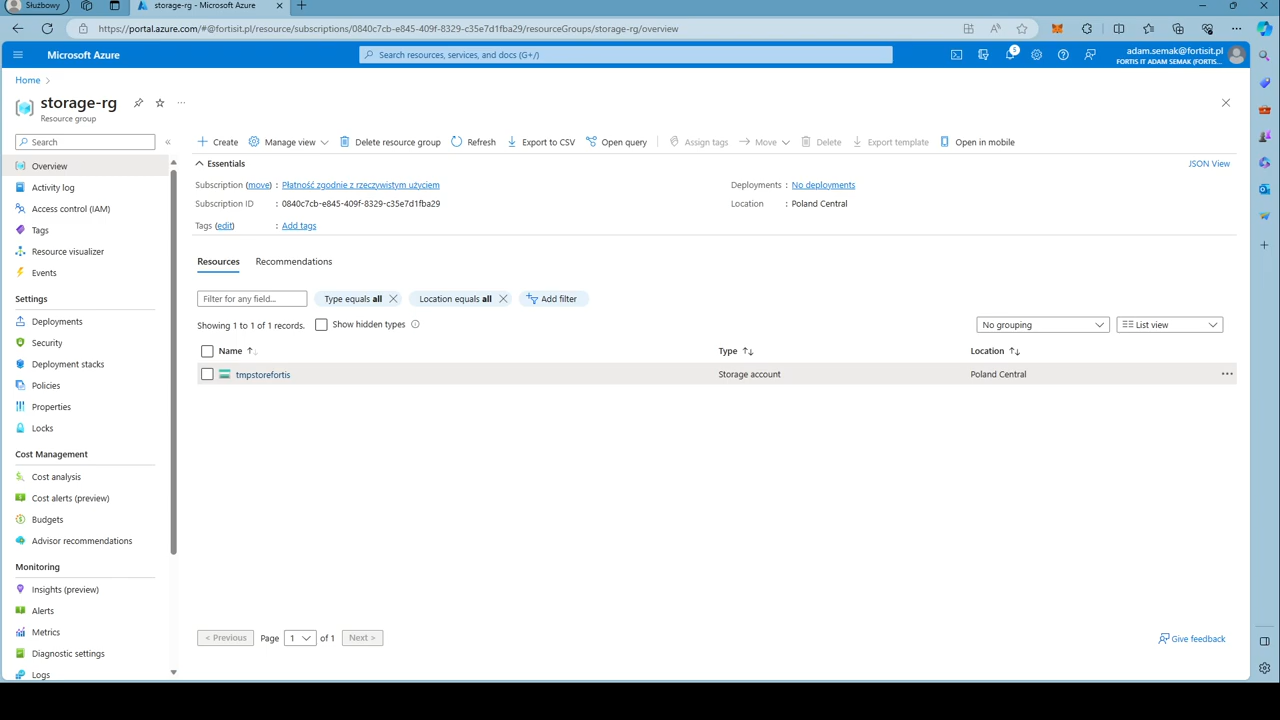 Służbowy
storage-rg - Microsoft Azure
https://portal.azure.com/#@fortisit.pl/resource/subscriptions/0840c7cb-e845-409f-8329-c35e7d1fba29/resourceGroups/storage-rg/overview
Microsoft Azure
Search resources, services, and docs (G+/)
5
adam.semak@fortisit.pl
FORTIS IT ADAM SEMAK (FORTIS...
Home >
storage-rg
Resource group
Search
«
Create
Manage view
Delete resource group
Refresh
Export to CSV
Open query
Assign tags
Move
Delete
Export template
Open in mobile
Overview
Activity log
Access control (IAM)
Tags
Resource visualizer
Events
Settings
Deployments
Security
Deployment stacks
Policies
Properties
Locks
Cost Management
Cost analysis
Cost alerts (preview)
Budgets
Advisor recommendations
Monitoring
Insights (preview)
Alerts
Metrics
Diagnostic settings
Logs
Essentials
JSON View
Subscription (move) : Płatność zgodnie z rzeczywistym użyciem
Deployments : No deployments
Subscription ID : 0840c7cb-e845-409f-8329-c35e7d1fba29
Location : Poland Central
Tags (edit) : Add tags
Resources Recommendations
Filter for any field...
Type equals all
Location equals all
Add filter
Showing 1 to 1 of 1 records.
Show hidden types
No grouping
List view
Name Type Location
tmpstorefortis Storage account Poland Central
< Previous Page 1 of 1 Next >
Give feedback